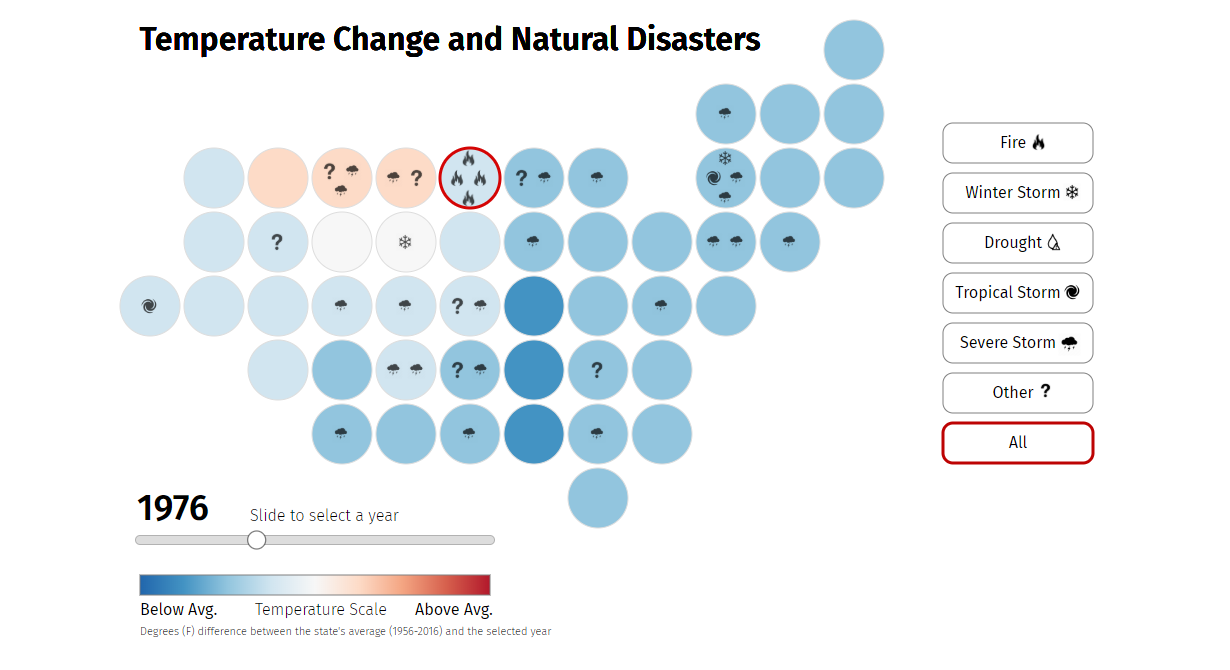 Temperature Change and Natural Disasters
Fire
Winter Storm
Drought
Tropical Storm
Severe Storm
Other ?
All
? 
?
?
?
?
?
?
1976
Slide to select a year
Below Avg.
Temperature Scale
Above Avg.
Degrees (F) difference between the state's average (1956-2016) and the selected year